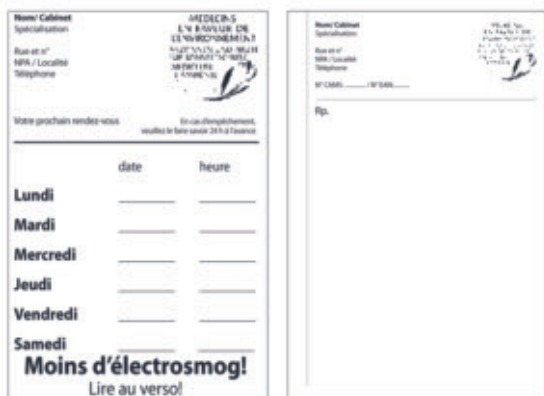 Nom/ Cabinet
Spécialisation
Rue et n°
NPA / Localité
Téléphone
MEDECINS
EN FAVEUR DE
L'ENVIRONNEMENT
Votre prochain rendez-vous
En cas d'empêchement,
veuillez le faire savoir 24 h à l'avance
date heure
Lundi
Mardi
Mercredi
Jeudi
Vendredi
Samedi
Moins d'électrosmog!
Lire au verso!
Nom/ Cabinet
Spécialisation
Rue et n°
NPA / Localité
Téléphone
N° CAMS / N° EAN
Rp.